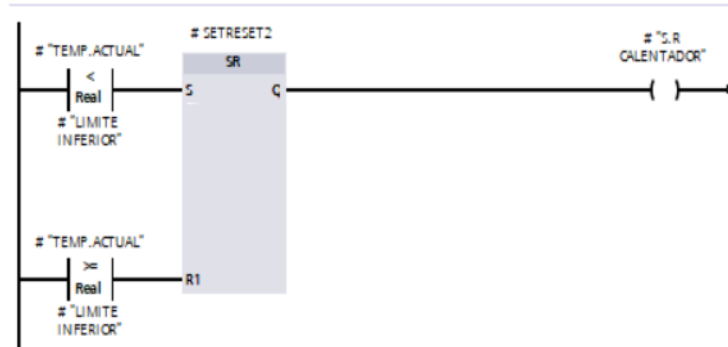 # SETRESET2
# "TEMP.ACTUAL"
SR
# "S.R
CALENTADOR"
<
Real
S
Q
# "LIMITE
INFERIOR"
# "TEMP.ACTUAL"
>=
Real
R1
# "LIMITE
INFERIOR"